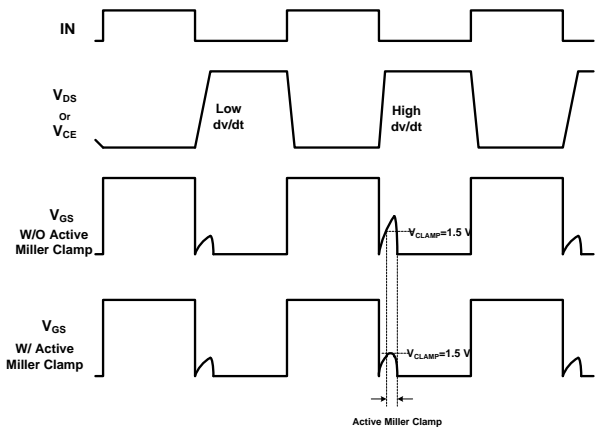 IN
V_DS
Or
V_CE
Low
dv/dt
High
dv/dt
V_GS
W/O Active
Miller Clamp
V_CLAMP=1.5 V
V_GS
W/ Active
Miller Clamp
V_CLAMP=1.5 V
Active Miller Clamp